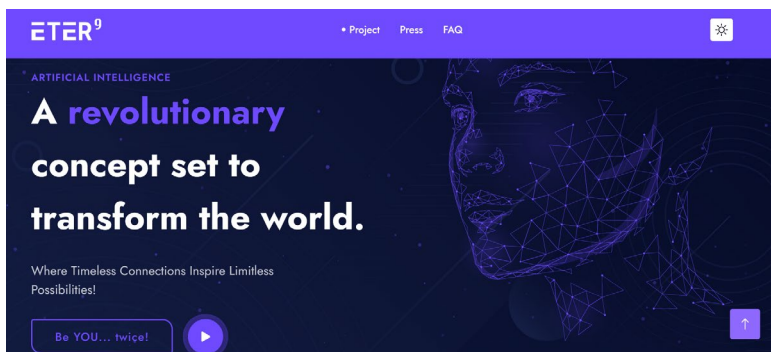 ETER9
Project Press FAQ
ARTIFICIAL INTELLIGENCE
A revolutionary
concept set to
transform the world.
Where Timeless Connections Inspire Limitless
Possibilities!
Be YOU... twiçe!